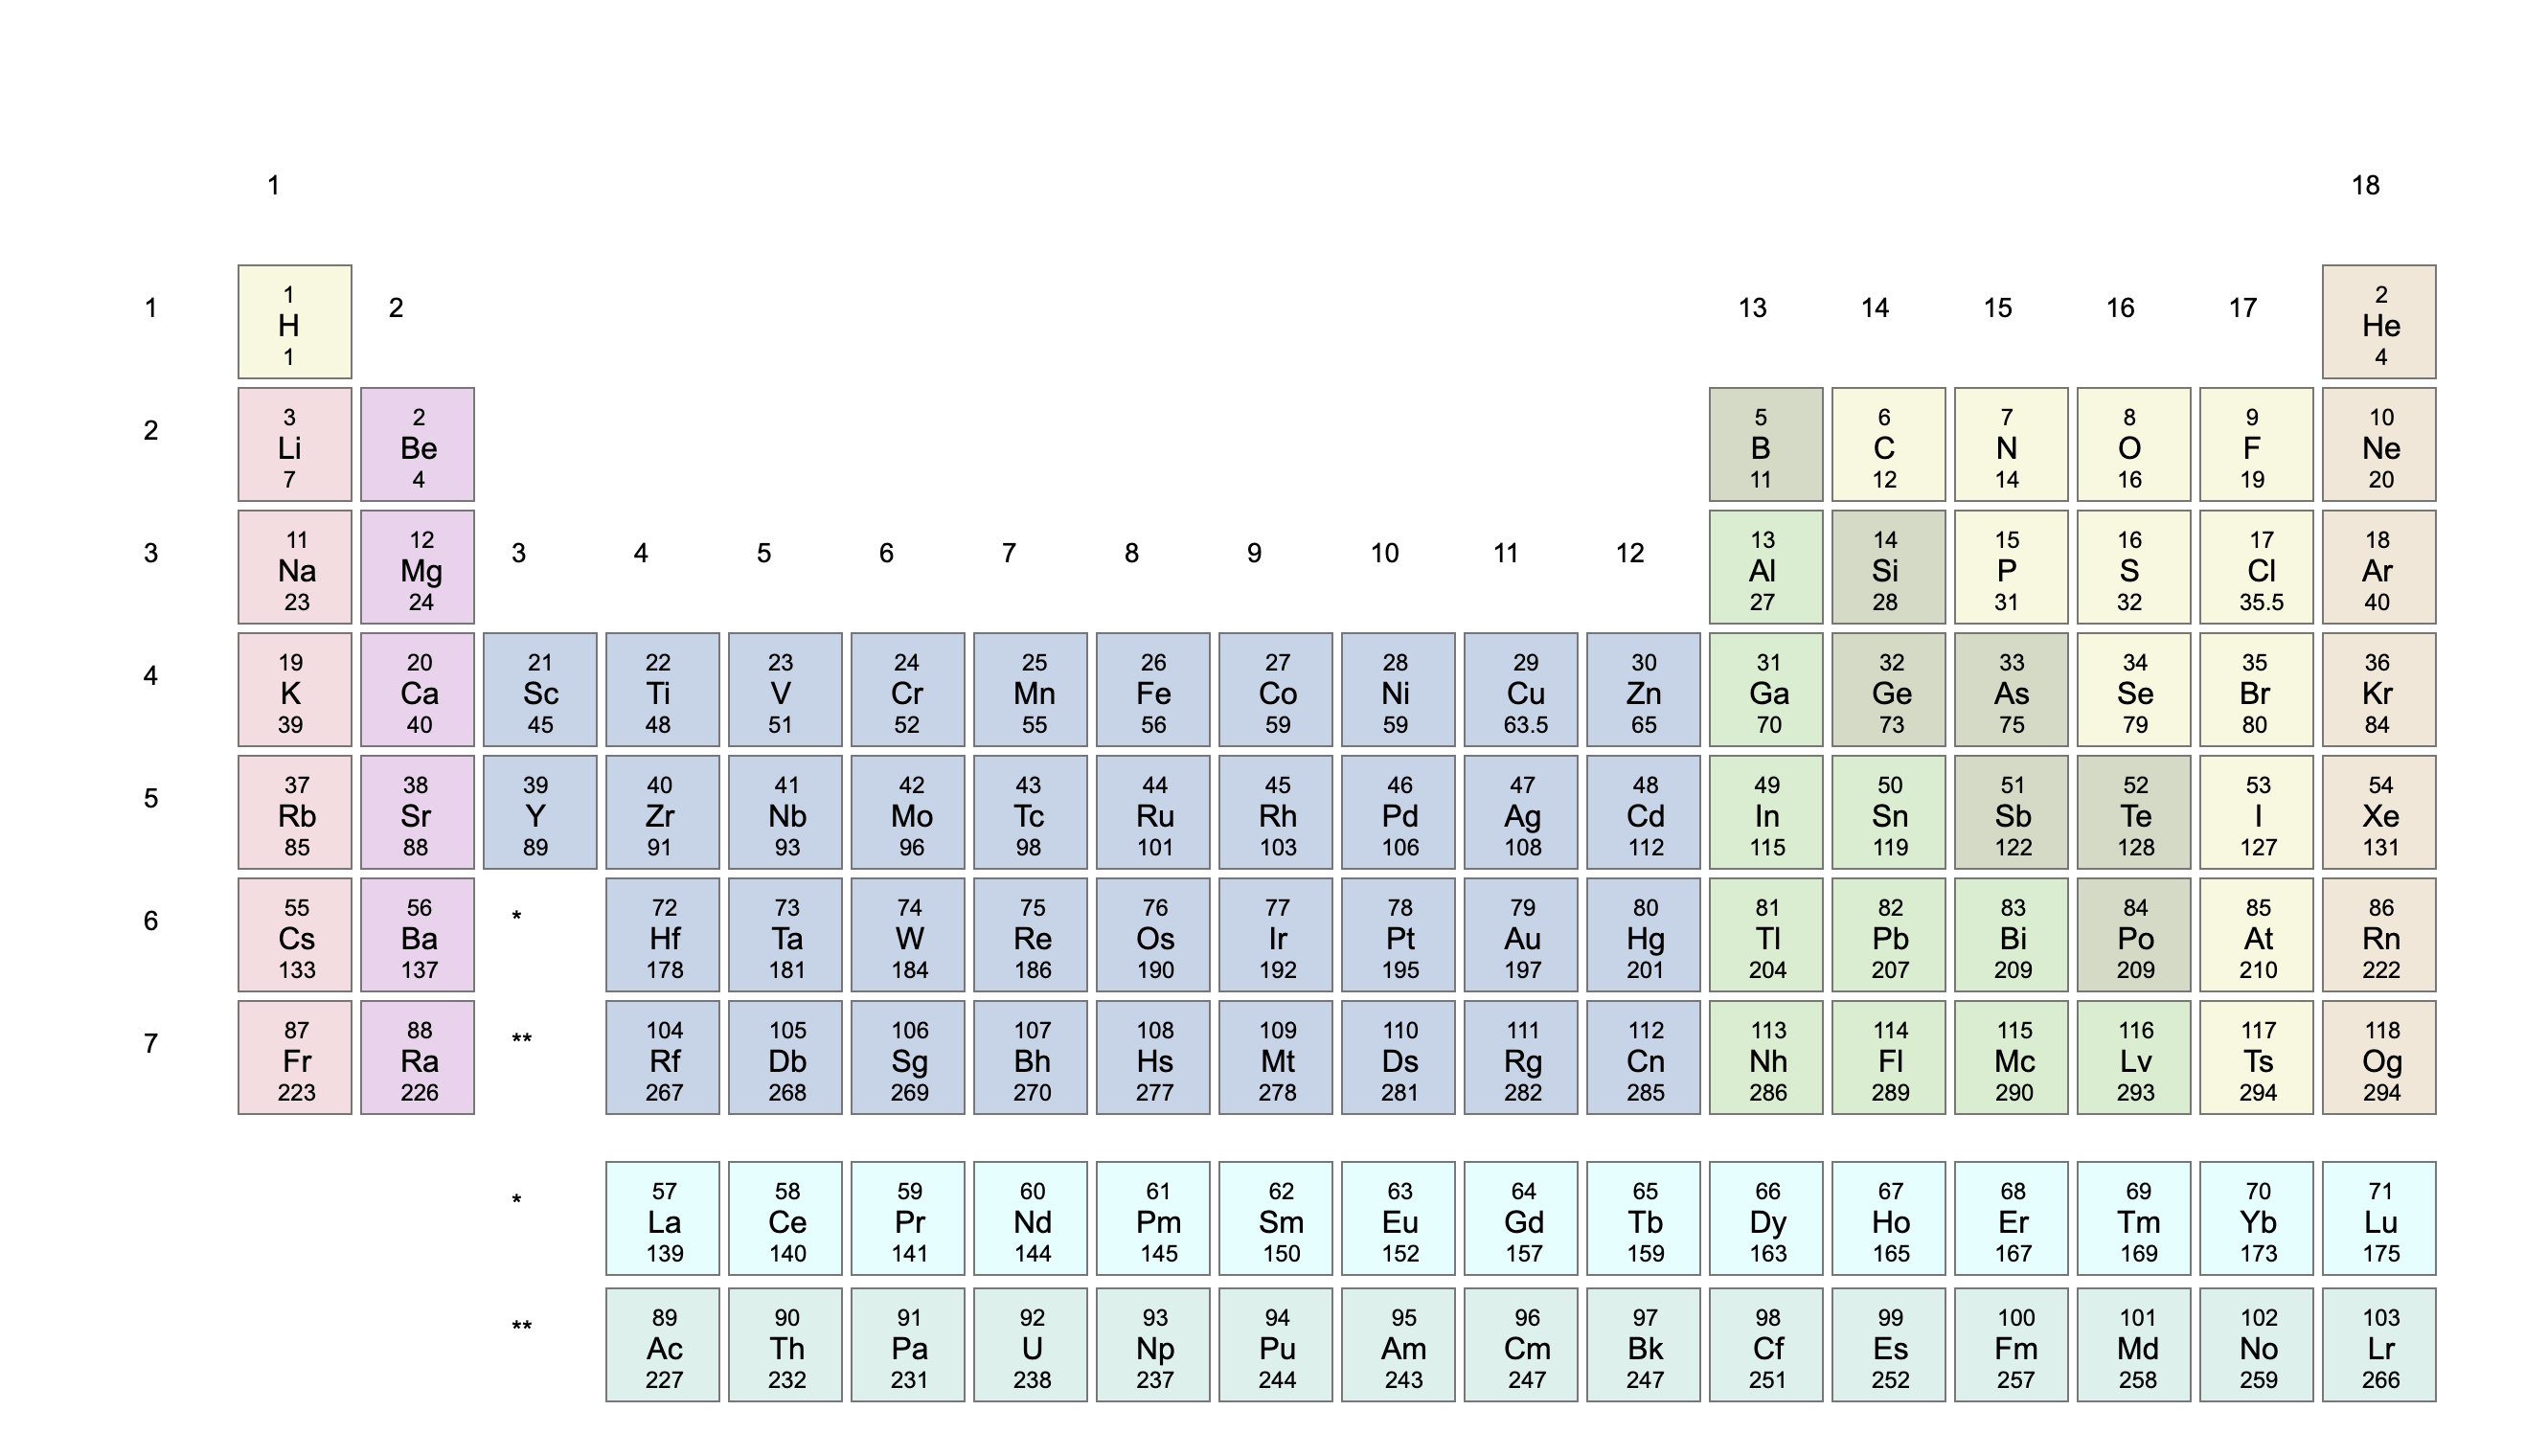 1 18
1 2 13 14 15 16 17 2
H He
1 4
2 3 2 5 6 7 8 9 10
Li Be B C N O F Ne
7 4 11 12 14 16 19 20
3 11 12 3 4 5 6 7 8 9 10 11 12 13 14 15 16 17 18
Na Mg Al Si P S Cl Ar
23 24 27 28 31 32 35.5 40
4 19 20 21 22 23 24 25 26 27 28 29 30 31 32 33 34 35 36
K Ca Sc Ti V Cr Mn Fe Co Ni Cu Zn Ga Ge As Se Br Kr
39 40 45 48 51 52 55 56 59 59 63.5 65 70 73 75 79 80 84
5 37 38 39 40 41 42 43 44 45 46 47 48 49 50 51 52 53 54
Rb Sr Y Zr Nb Mo Tc Ru Rh Pd Ag Cd In Sn Sb Te I Xe
85 88 89 91 93 96 98 101 103 106 108 112 115 119 122 128 127 131
6 55 56 * 72 73 74 75 76 77 78 79 80 81 82 83 84 85 86
Cs Ba Hf Ta W Re Os Ir Pt Au Hg Tl Pb Bi Po At Rn
133 137 178 181 184 186 190 192 195 197 201 204 207 209 209 210 222
7 87 88 ** 104 105 106 107 108 109 110 111 112 113 114 115 116 117 118
Fr Ra Rf Db Sg Bh Hs Mt Ds Rg Cn Nh Fl Mc Lv Ts Og
223 226 267 268 269 270 277 278 281 282 285 286 289 290 293 294 294
* 57 58 59 60 61 62 63 64 65 66 67 68 69 70 71
La Ce Pr Nd Pm Sm Eu Gd Tb Dy Ho Er Tm Yb Lu
139 140 141 144 145 150 152 157 159 163 165 167 169 173 175
** 89 90 91 92 93 94 95 96 97 98 99 100 101 102 103
Ac Th Pa U Np Pu Am Cm Bk Cf Es Fm Md No Lr
227 232 231 238 237 244 243 247 247 251 252 257 258 259 266